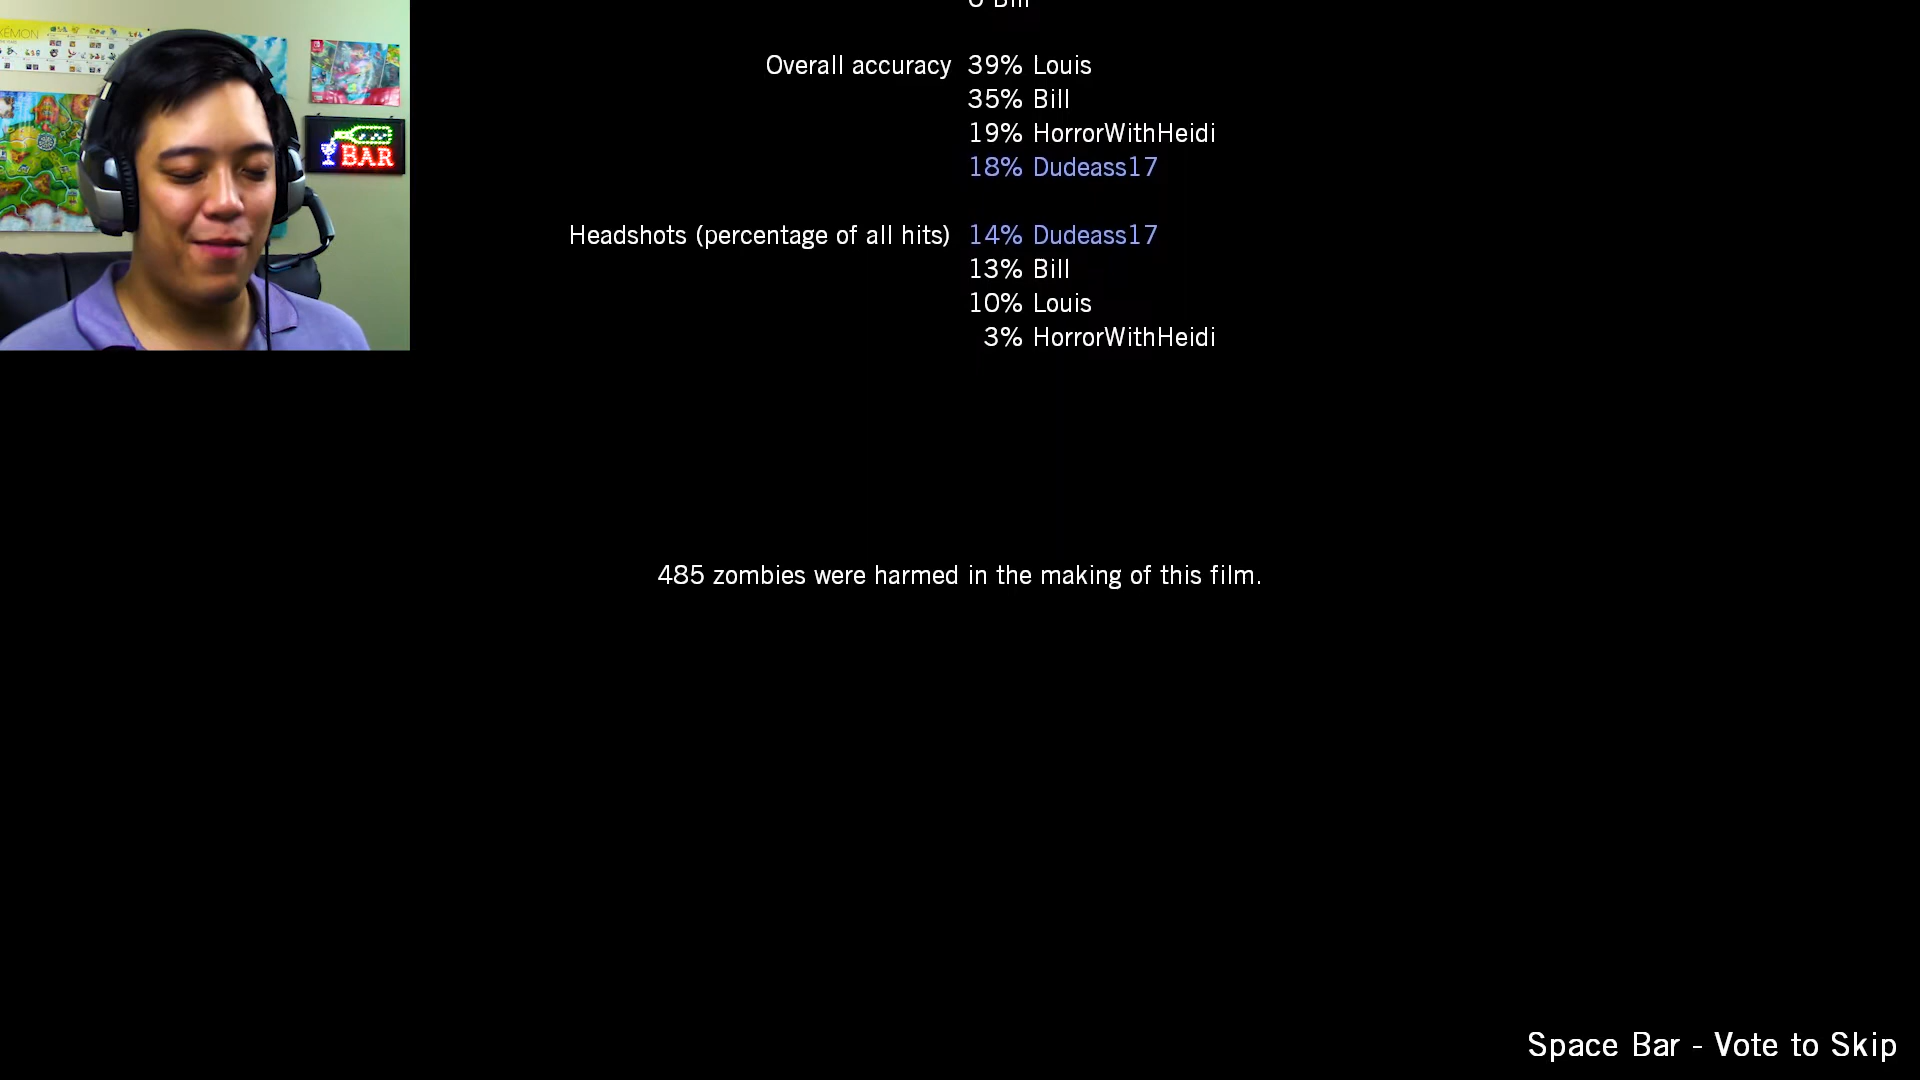 0 Bill
Overall accuracy 39% Louis
35% Bill
19% HorrorWithHeidi
18% Dudeass17
Headshots (percentage of all hits) 14% Dudeass17
13% Bill
10% Louis
3% HorrorWithHeidi
BAR
485 zombies were harmed in the making of this film.
Space Bar - Vote to Skip